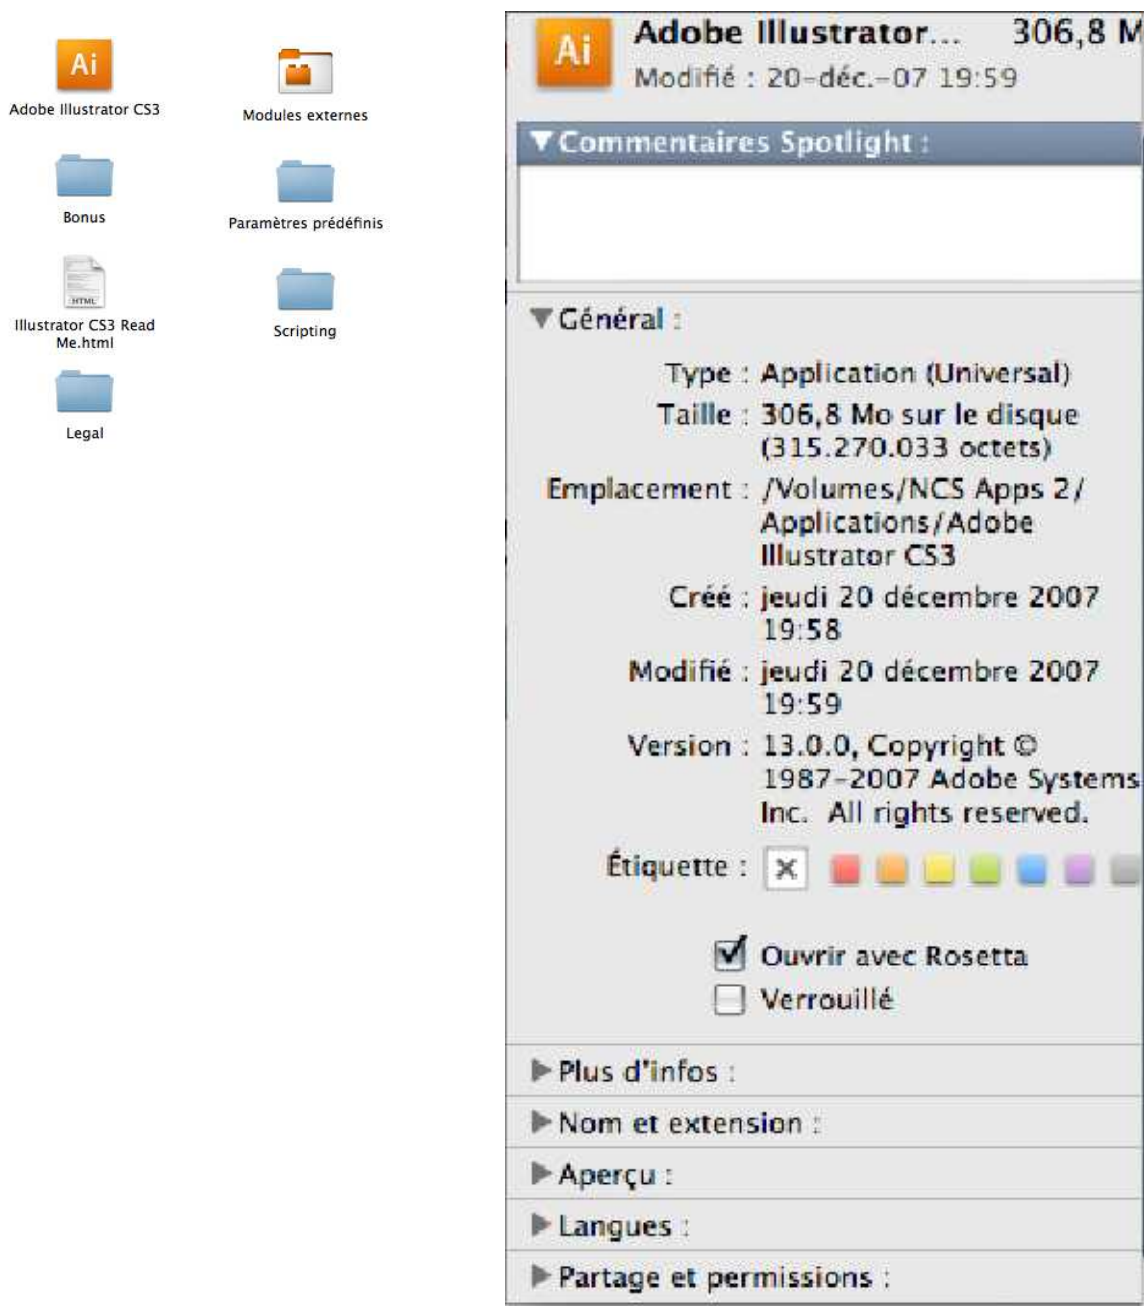 Ai
Adobe Illustrator CS3
Modules externes
Bonus
Paramètres prédéfinis
HTML
Illustrator CS3 Read
Me.html
Scripting
Legal
Ai
Adobe Illustrator... 306,8 M
Modifié : 20-déc.-07 19:59
Commentaires Spotlight :
Général :
Type : Application (Universal)
Taille : 306,8 Mo sur le disque
(315.270.033 octets)
Emplacement : /Volumes/NCS Apps 2/
Applications/Adobe
Illustrator CS3
Créé : jeudi 20 décembre 2007
19:58
Modifié : jeudi 20 décembre 2007
19:59
Version : 13.0.0, Copyright ©
1987-2007 Adobe Systems
Inc. All rights reserved.
Étiquette :
Ouvrir avec Rosetta
Verrouillé
Plus d'infos :
Nom et extension :
Aperçu :
Langues :
Partage et permissions :